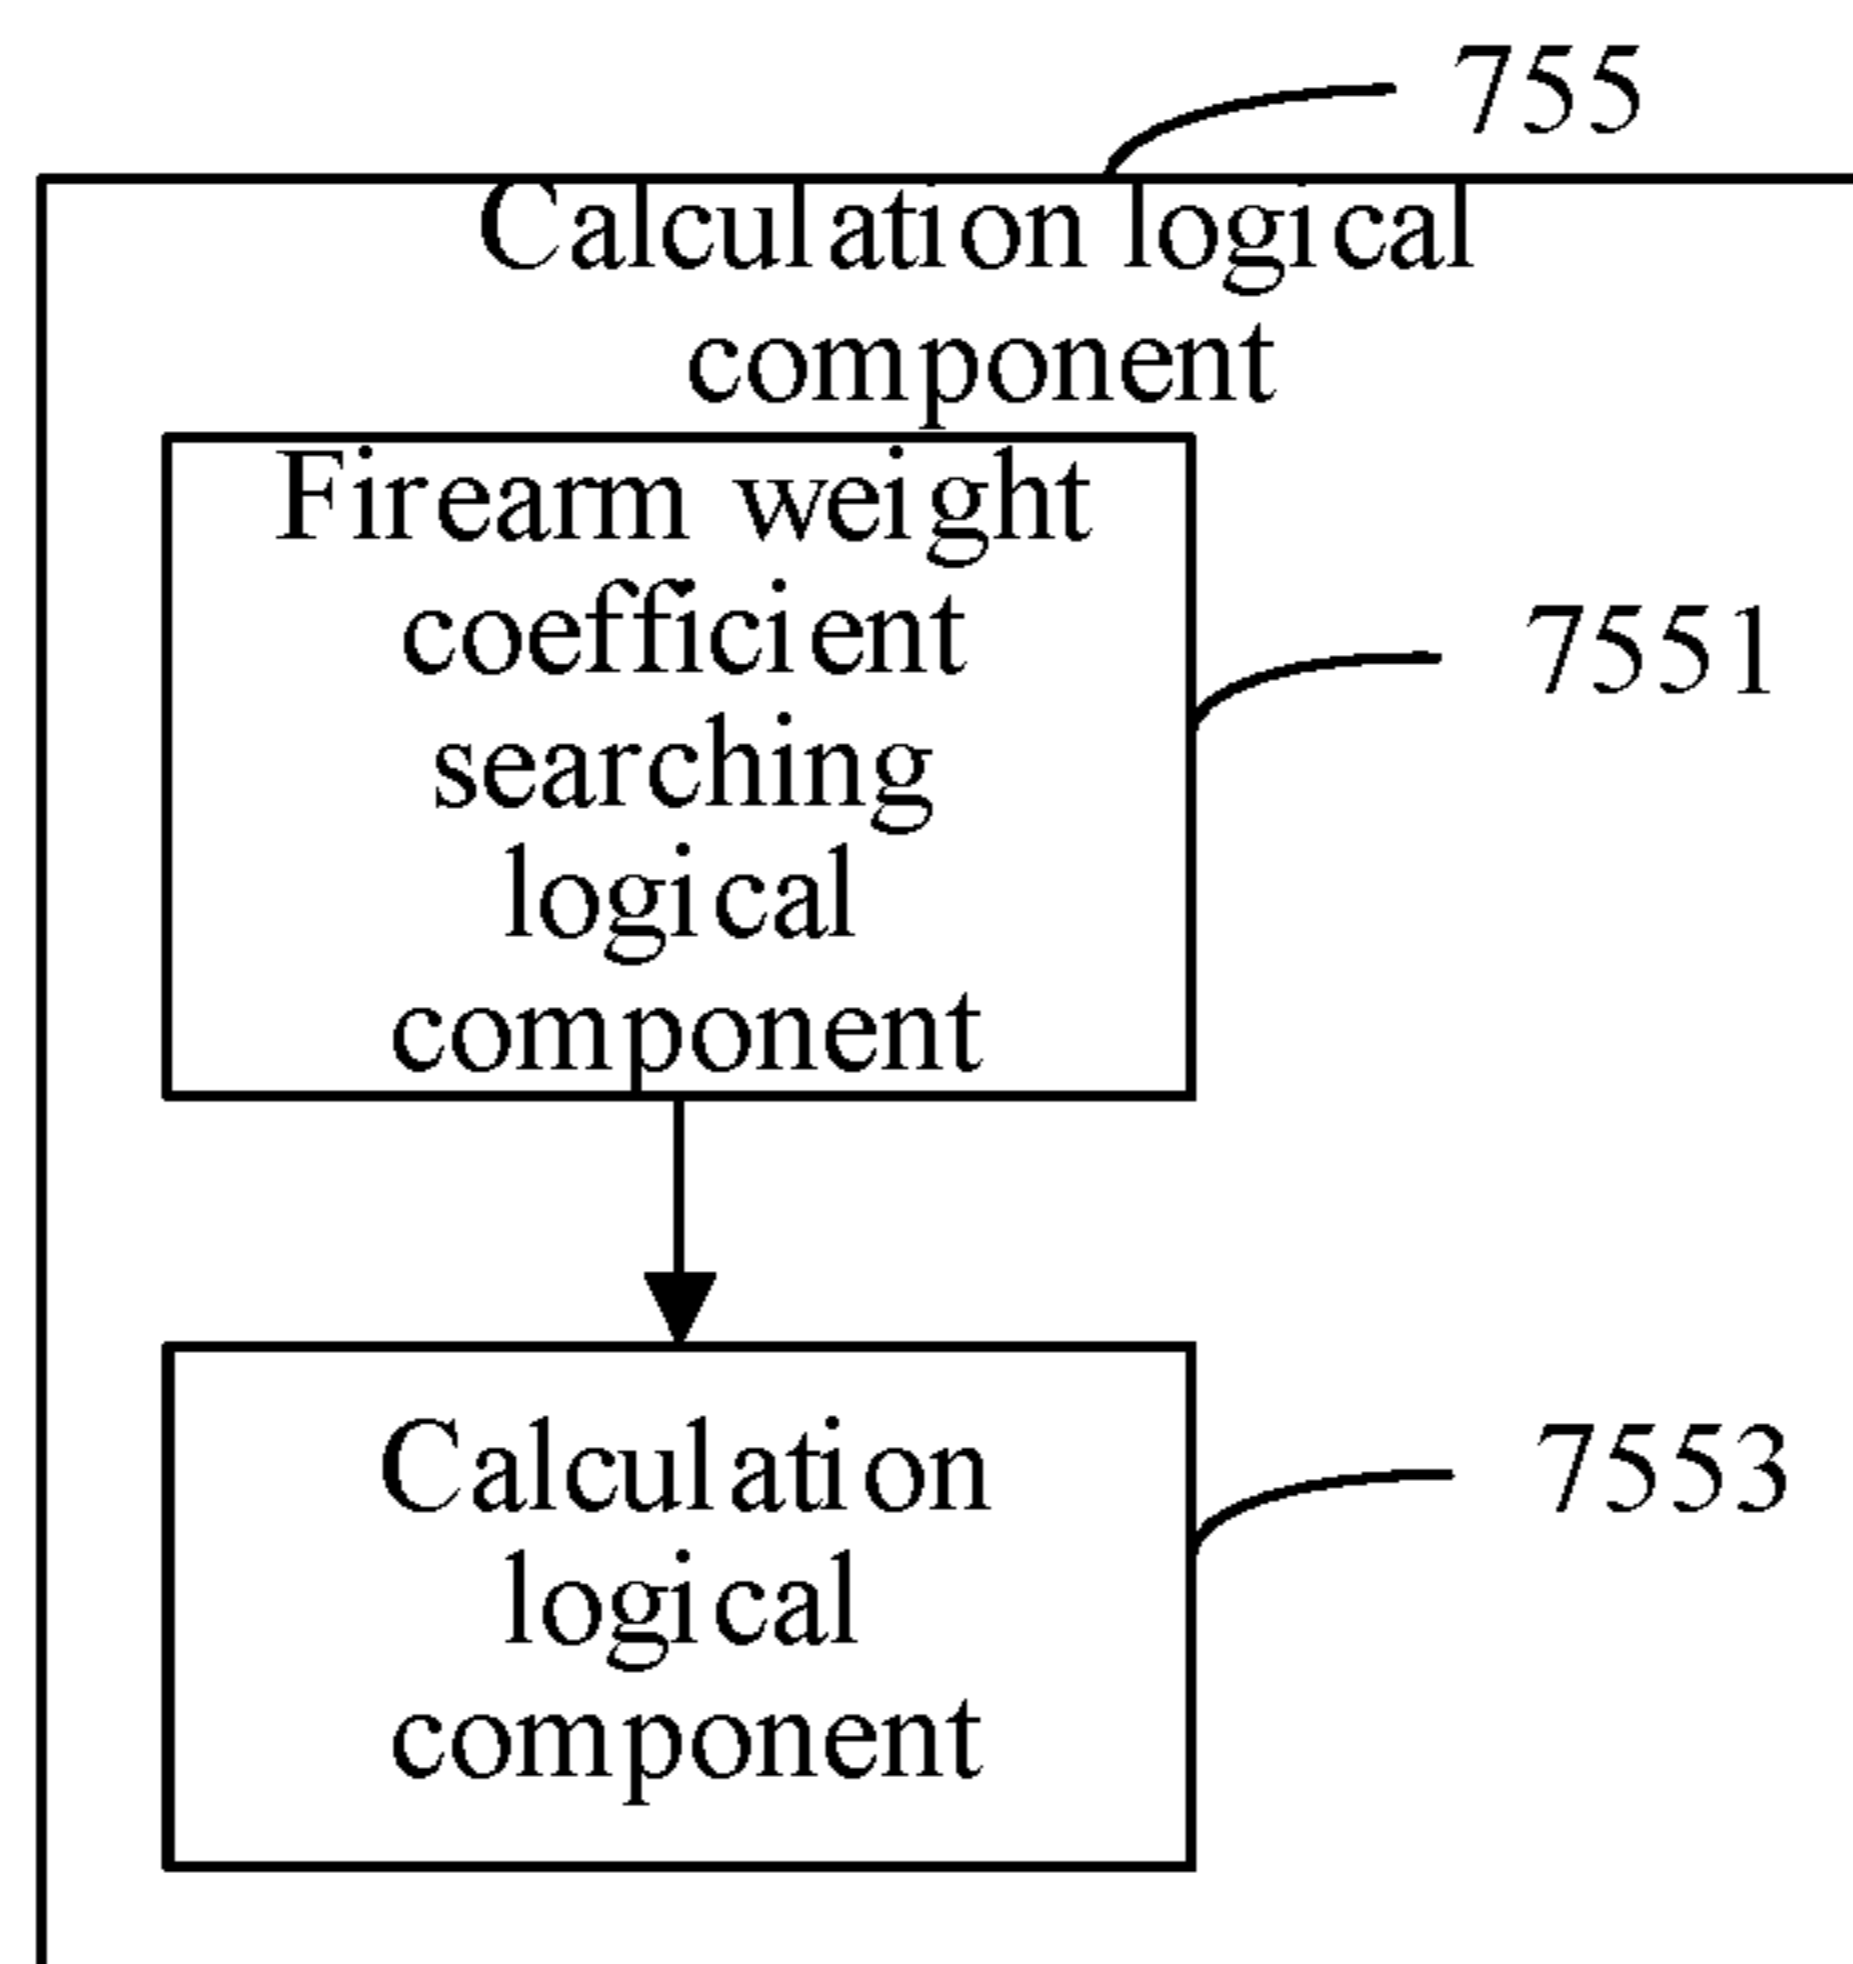 755
Calculation logical
component
Firearm weight
coefficient
searching
logical
component
7551
Calculation
logical
component
7553